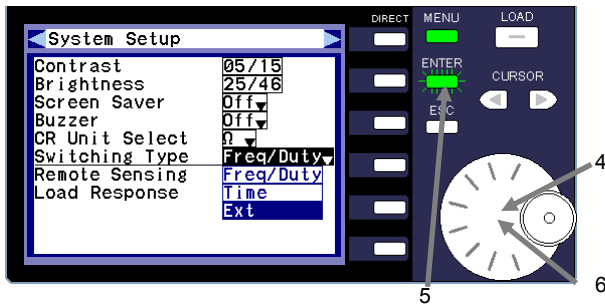 DIRECT MENU LOAD
System Setup
Contrast 05/15
Brightness 25/46
Screen Saver Off
Buzzer Off
CR Unit Select Ω
Switching Type Freq/Duty
Remote Sensing Freq/Duty
Load Response Time
Ext
ENTER
CURSOR
ESC
4
6
5